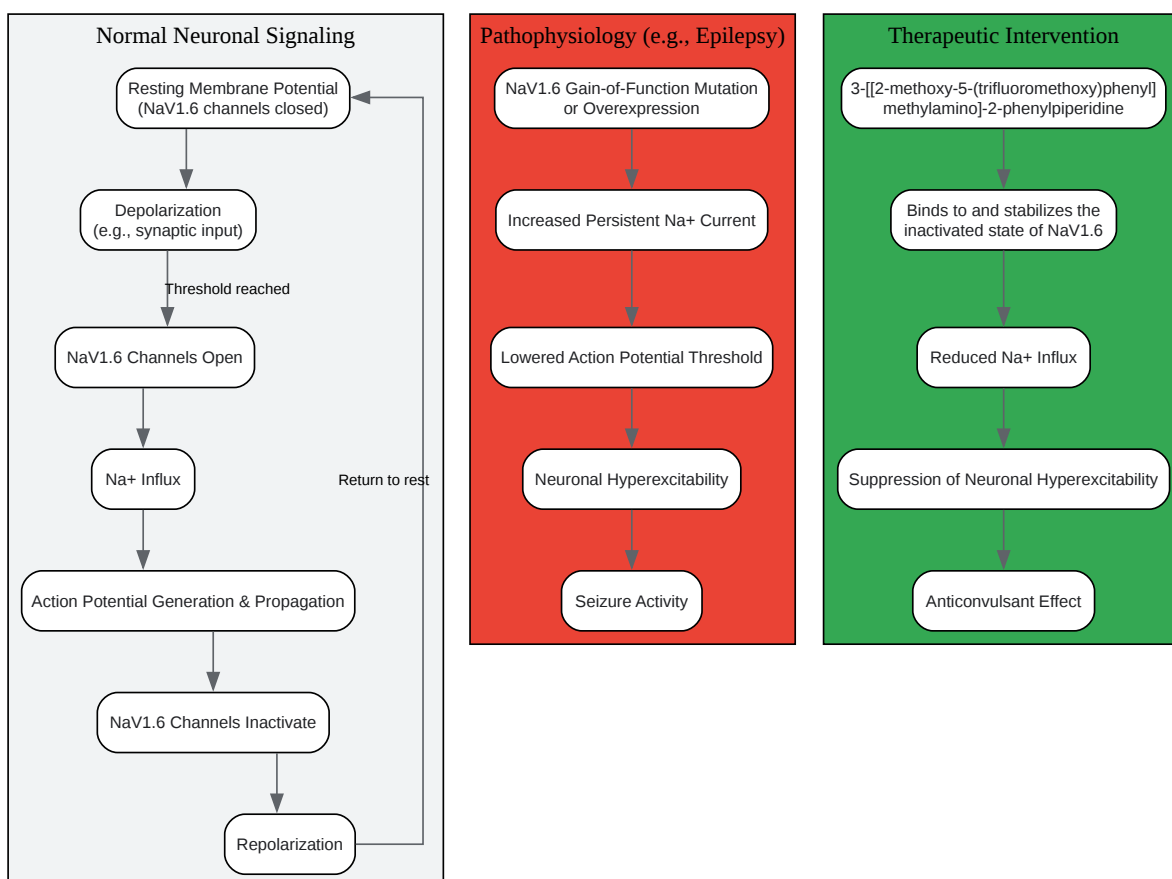 Normal Neuronal Signaling
Resting Membrane Potential
(NaV1.6 channels closed)
Depolarization
(e.g., synaptic input)
Threshold reached
NaV1.6 Channels Open
Na+ Influx
Return to rest
Action Potential Generation & Propagation
NaV1.6 Channels Inactivate
Repolarization
Pathophysiology (e.g., Epilepsy)
NaV1.6 Gain-of-Function Mutation
or Overexpression
Increased Persistent Na+ Current
Lowered Action Potential Threshold
Neuronal Hyperexcitability
Seizure Activity
Therapeutic Intervention
3-[[2-methoxy-5-(trifluoromethoxy)phenyl]
methylamino]-2-phenylpiperidine
Binds to and stabilizes the
inactivated state of NaV1.6
Reduced Na+ Influx
Suppression of Neuronal Hyperexcitability
Anticonvulsant Effect